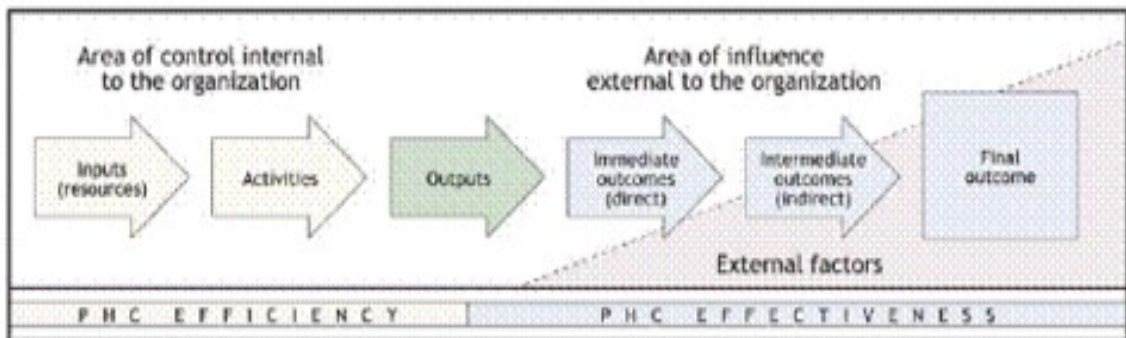 Area of control internal
to the organization
Area of influence
external to the organization
Inputs
(resources)
Activities
Outputs
Immediate
outcomes
(direct)
Intermediate
outcomes
(indirect)
Final
outcome
External factors
PHC EFFICIENCY
PHC EFFECTIVENESS